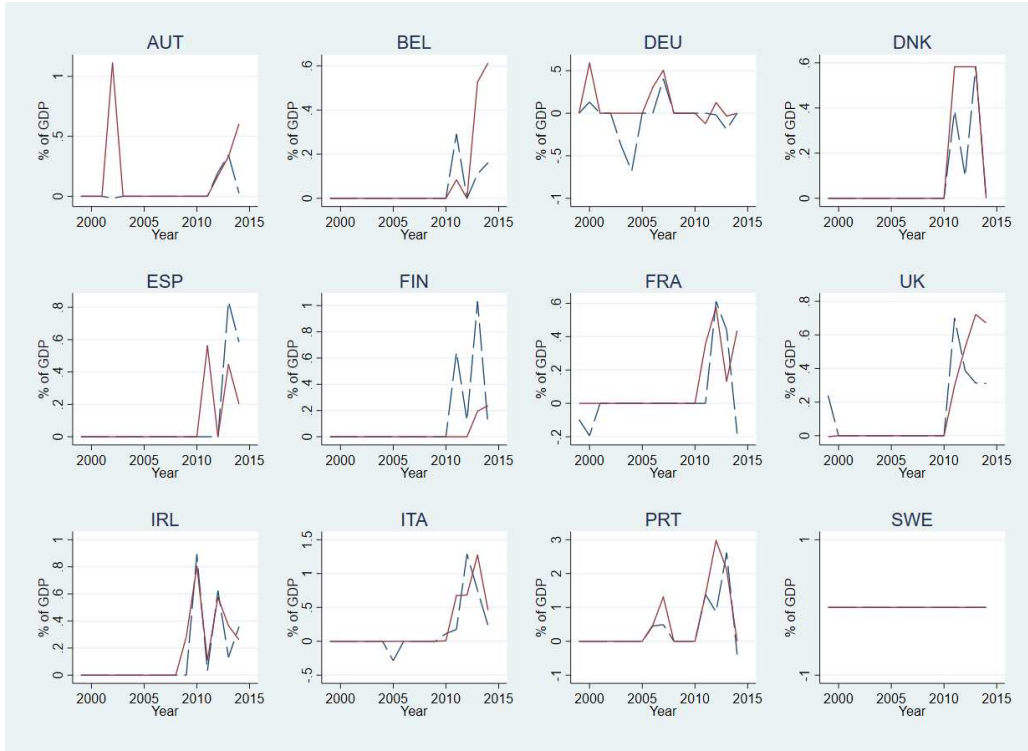 AUT
% of GDP
0 .5 1
2000 2005 2010 2015
Year
BEL
% of GDP
0 .2 .4 .6
2000 2005 2010 2015
Year
DEU
% of GDP
-1 -.5 0 .5
2000 2005 2010 2015
Year
DNK
% of GDP
0 .2 .4 .6
2000 2005 2010 2015
Year
ESP
% of GDP
0 .2 .4 .6 .8
2000 2005 2010 2015
Year
FIN
% of GDP
0 .2 .4 .6 .8 1
2000 2005 2010 2015
Year
FRA
% of GDP
-.2 0 .2 .4 .6
2000 2005 2010 2015
Year
UK
% of GDP
0 .2 .4 .6 .8
2000 2005 2010 2015
Year
IRL
% of GDP
0 .2 .4 .6 .8 1
2000 2005 2010 2015
Year
ITA
% of GDP
-.5 0 .5 1 1.5
2000 2005 2010 2015
Year
PRT
% of GDP
-1 0 1 2 3
2000 2005 2010 2015
Year
SWE
% of GDP
-1 1
2000 2005 2010 2015
Year